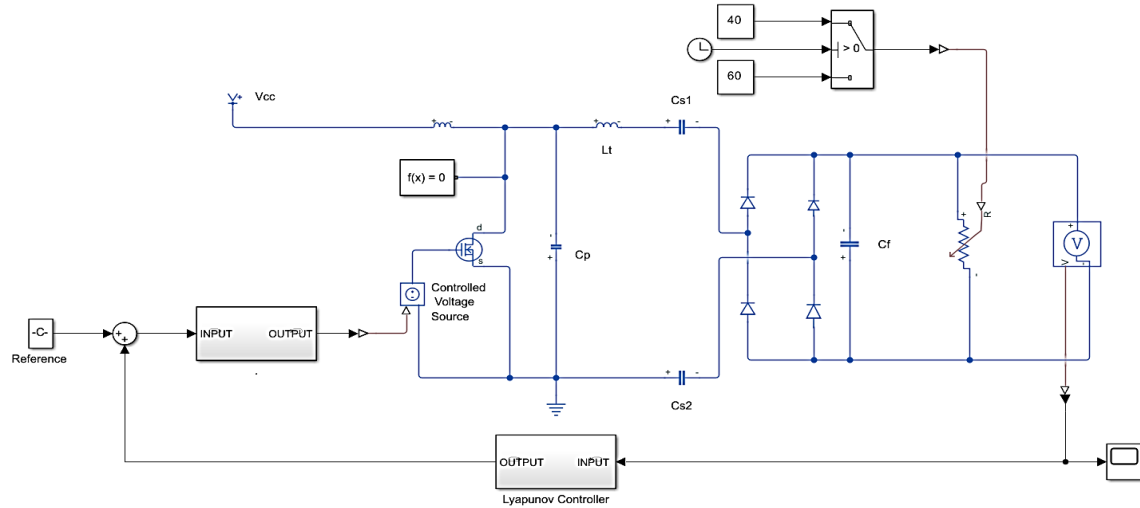 40
> 0
60
Vcc
+
+ -
+ -
Lt
Cs1
+ -
f(x) = 0
d
s
-
+
Cp
Controlled
Voltage
Source
-
+
Cf
+
R
-
+
V
-
V
-C-
Reference
+
+
INPUT OUTPUT
.
+ -
Cs2
OUTPUT INPUT
Lyapunov Controller